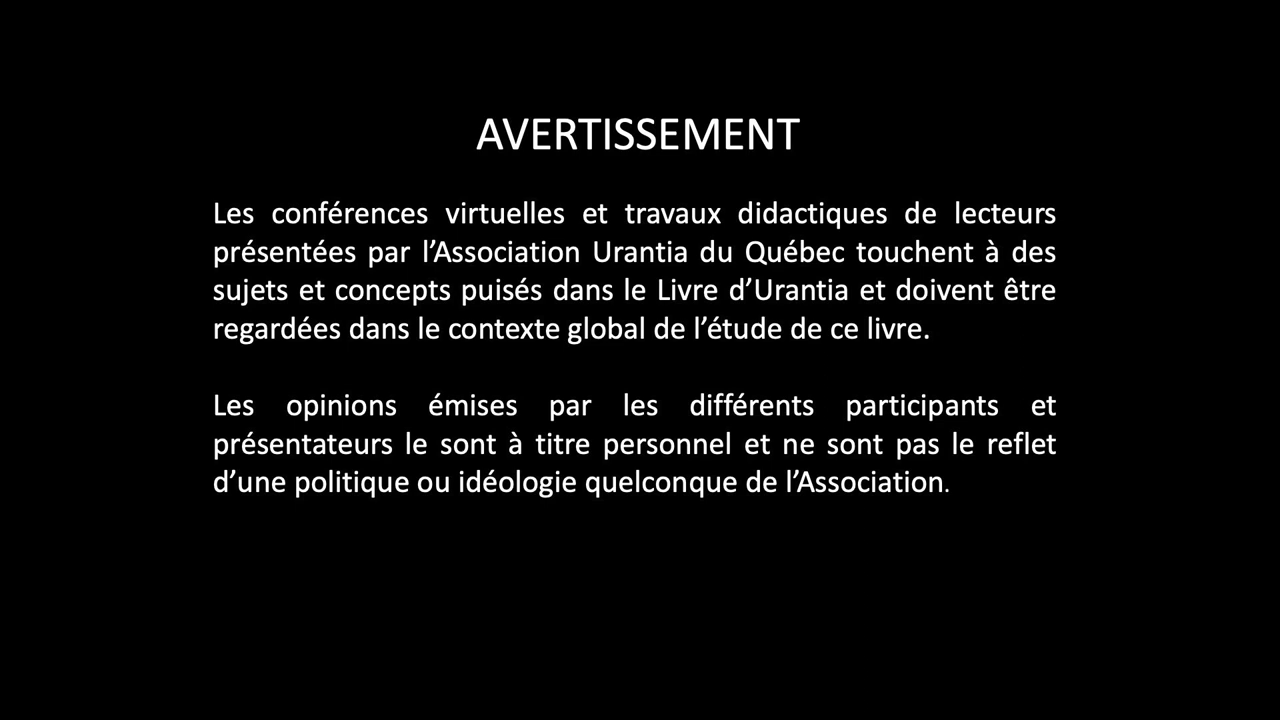 AVERTISSEMENT
Les conférences virtuelles et travaux didactiques de lecteurs
présentées par l’Association Urantia du Québec touchent à des
sujets et concepts puisés dans le Livre d’Urantia et doivent être
regardées dans le contexte global de l’étude de ce livre.
Les opinions émises par les différents participants et
présentateurs le sont à titre personnel et ne sont pas le reflet
d’une politique ou idéologie quelconque de l’Association.